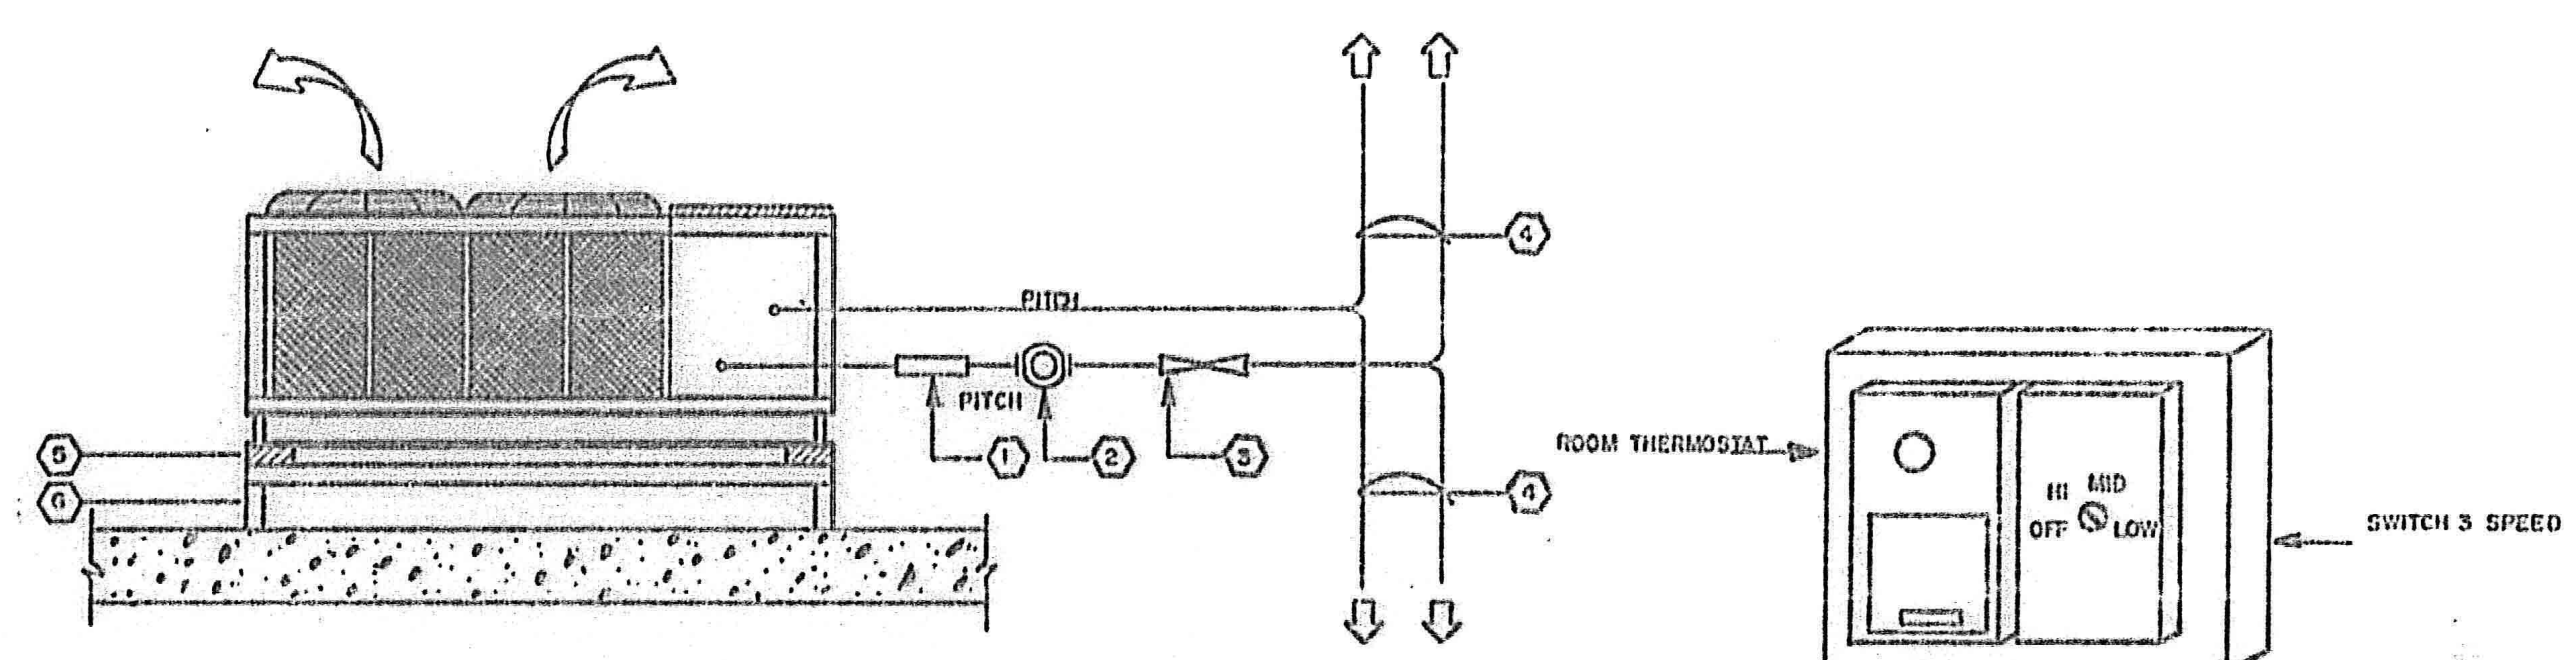 4
PITCH
PITCH
5
1
2
3
6
4
ROOM THERMOSTAT
HI MID
OFF LOW
SWITCH 3 SPEED